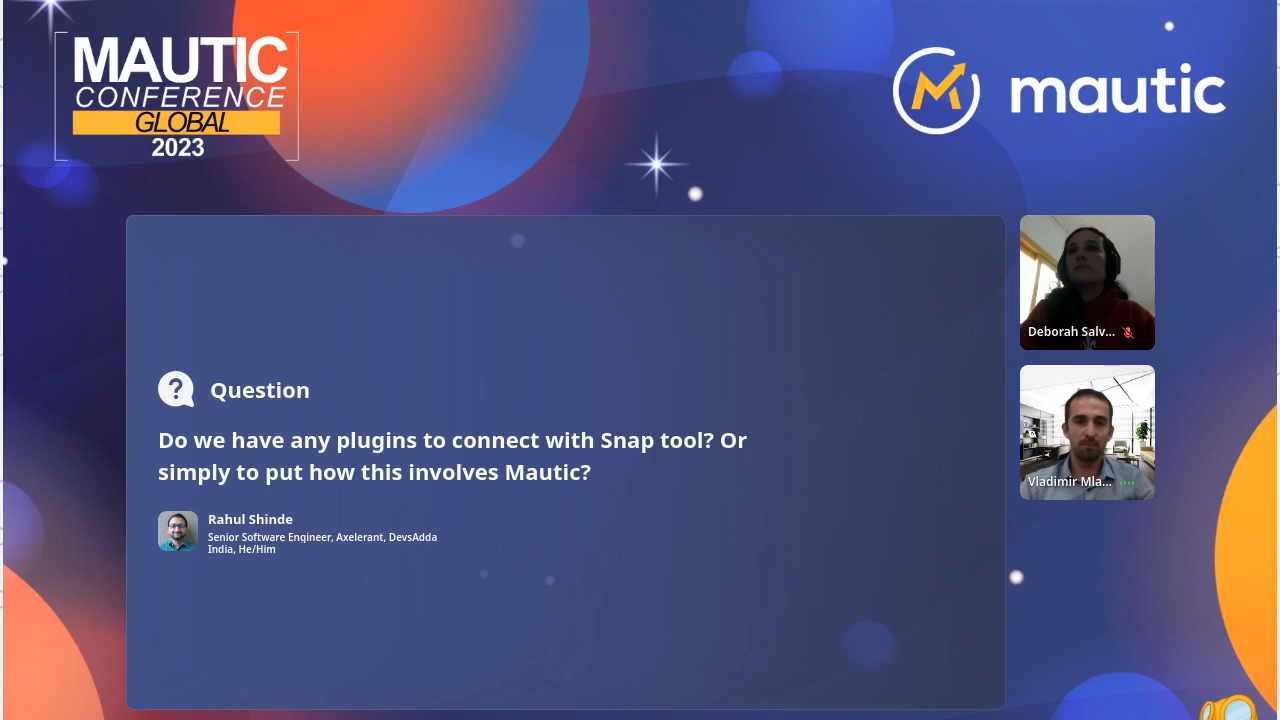 MAUTIC
CONFERENCE
GLOBAL
2023
mautic
Question
Do we have any plugins to connect with Snap tool? Or
simply to put how this involves Mautic?
Rahul Shinde
Senior Software Engineer, Axelerant, DevsAdda
India, He/Him
Deborah Salv...
Vladimir Mla...